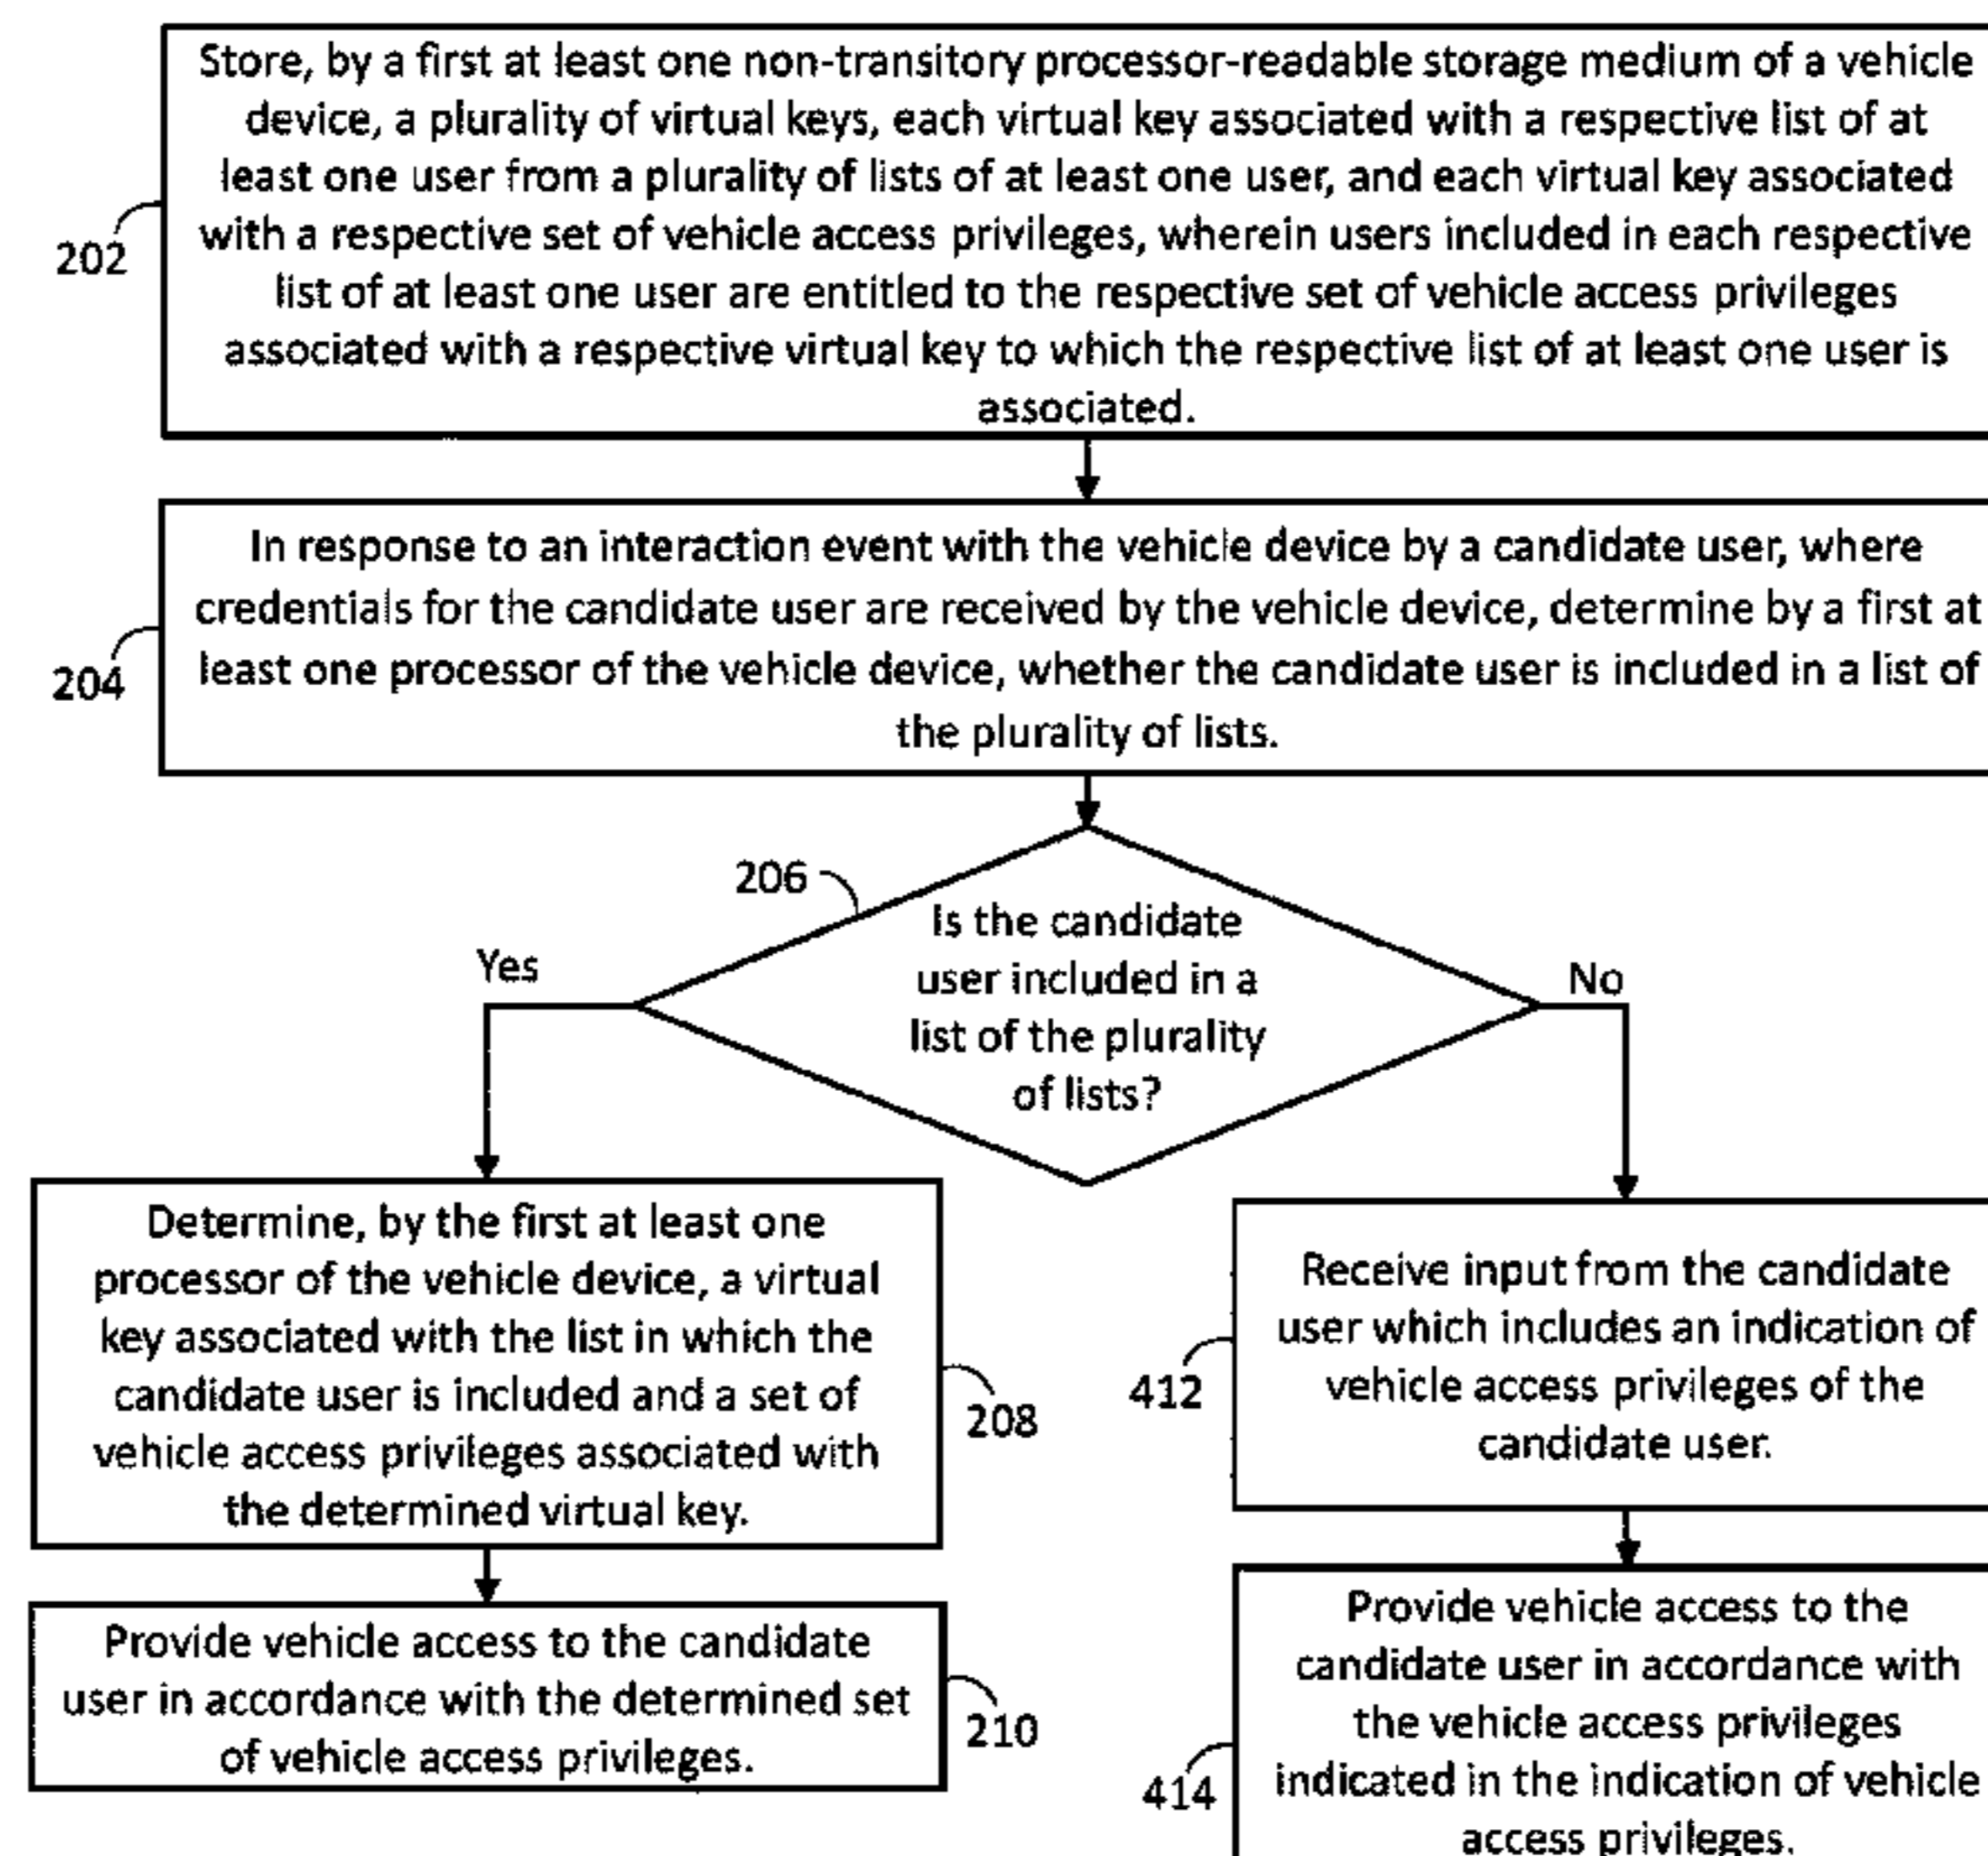 Store, by a first at least one non-transitory processor-readable storage medium of a vehicle
device, a plurality of virtual keys, each virtual key associated with a respective list of at
least one user from a plurality of lists of at least one user, and each virtual key associated
with a respective set of vehicle access privileges, wherein users included in each respective
list of at least one user are entitled to the respective set of vehicle access privileges
associated with a respective virtual key to which the respective list of at least one user is
associated.
202
In response to an interaction event with the vehicle device by a candidate user, where
credentials for the candidate user are received by the vehicle device, determine by a first at
least one processor of the vehicle device, whether the candidate user is included in a list of
the plurality of lists.
204
206
Is the candidate
user included in a
list of the plurality
of lists?
Yes
No
Determine, by the first at least one
processor of the vehicle device, a virtual
key associated with the list in which the
candidate user is included and a set of
vehicle access privileges associated with
the determined virtual key.
208
Receive input from the candidate
user which includes an indication of
vehicle access privileges of the
candidate user.
412
Provide vehicle access to the candidate
user in accordance with the determined set
of vehicle access privileges.
210
Provide vehicle access to the
candidate user in accordance with
the vehicle access privileges
indicated in the indication of vehicle
access privileges.
414